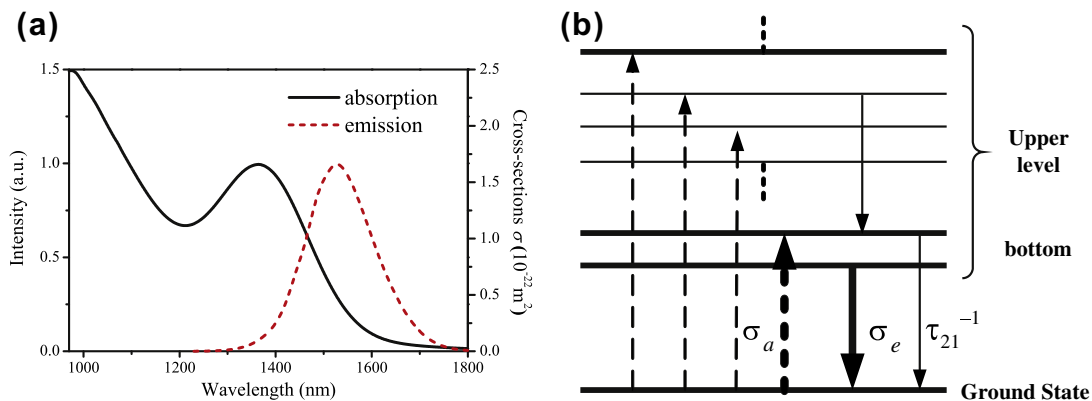 (a)
1.5
1.0
0.5
0.0
Intensity (a.u.)
absorption
emission
2.5
2.0
1.5
1.0
0.5
0.0
Cross-sections σ (10⁻²² m²)
1000 1200 1400 1600 1800
Wavelength (nm)
(b)
Upper
level
bottom
σₐ
σₑ
τ₂₁⁻¹
Ground State